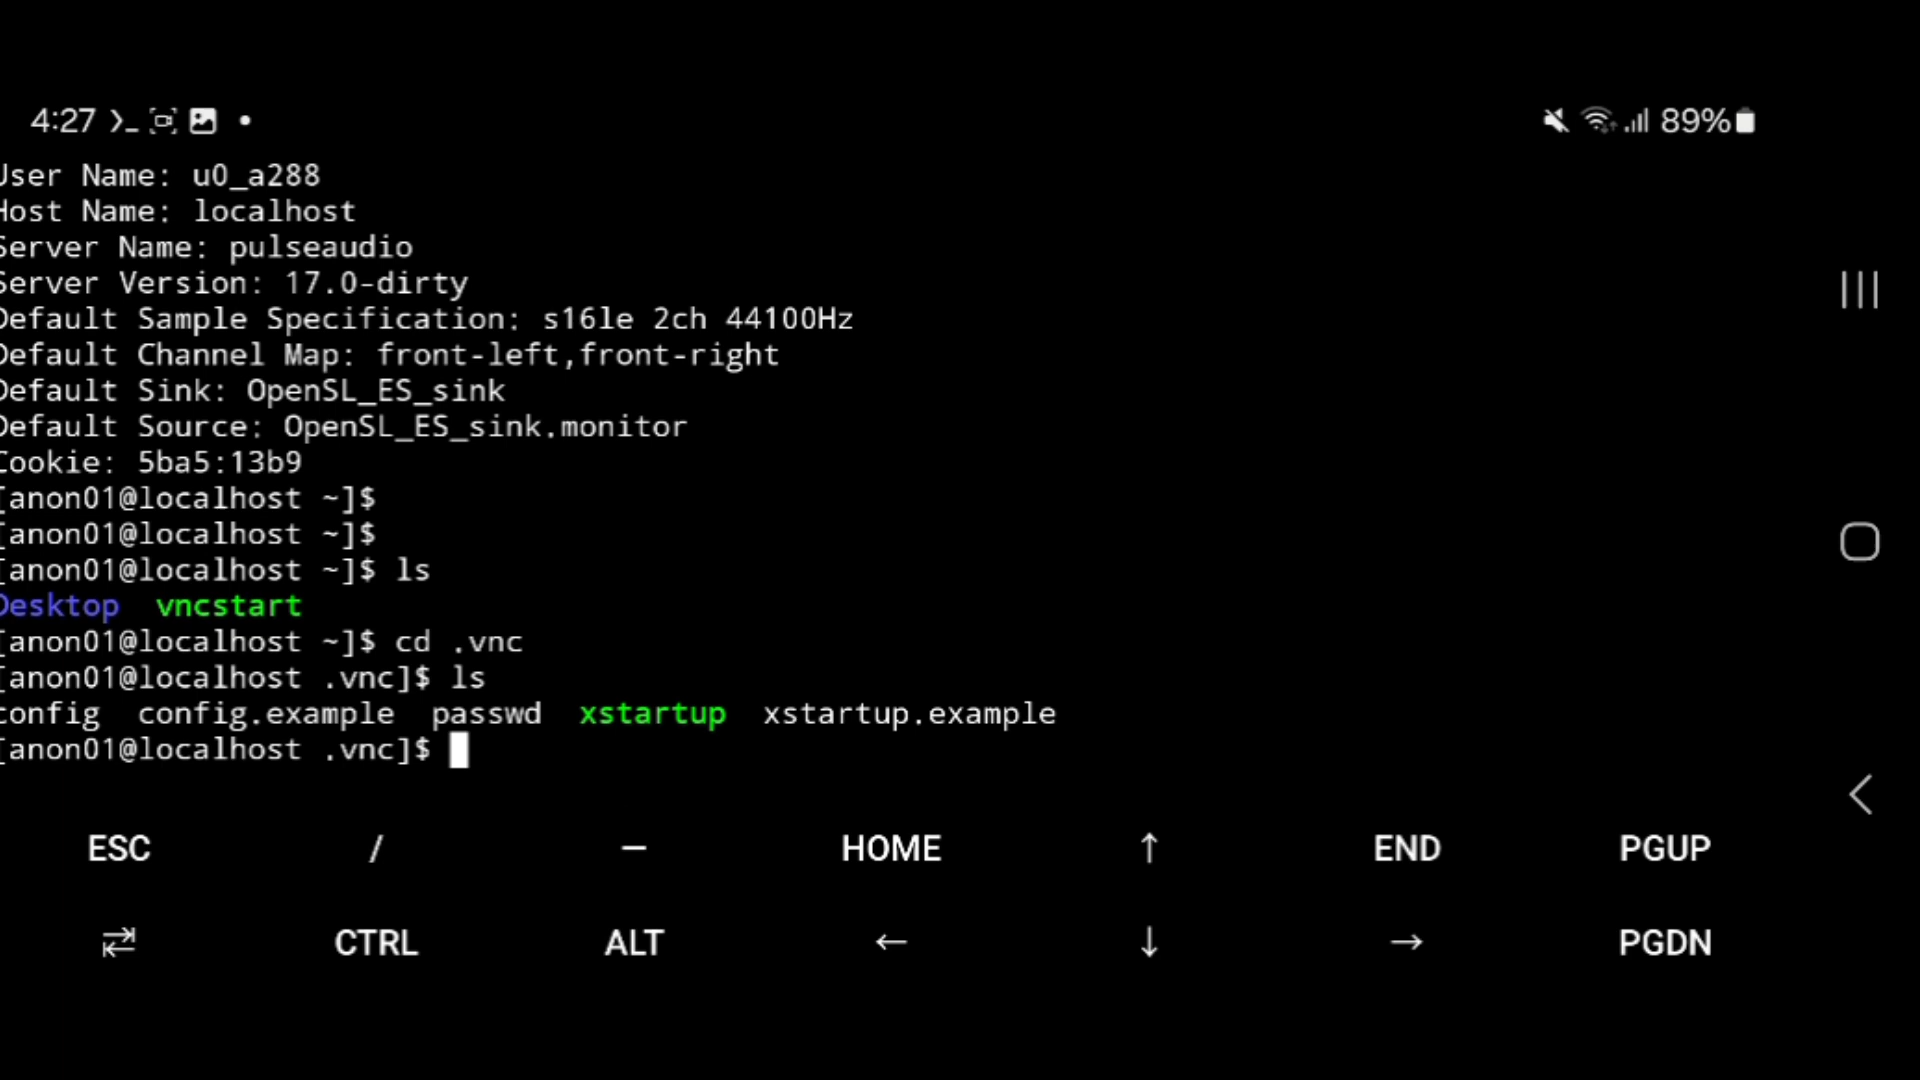 4:27
89%
User Name: u0_a288
Host Name: localhost
Server Name: pulseaudio
Server Version: 17.0-dirty
Default Sample Specification: s16le 2ch 44100Hz
Default Channel Map: front-left,front-right
Default Sink: OpenSL_ES_sink
Default Source: OpenSL_ES_sink.monitor
Cookie: 5ba5:13b9
[anon01@localhost ~]$
[anon01@localhost ~]$
[anon01@localhost ~]$ ls
Desktop vncstart
[anon01@localhost ~]$ cd .vnc
[anon01@localhost .vnc]$ ls
config config.example passwd xstartup xstartup.example
[anon01@localhost .vnc]$
ESC / — HOME ↑ END PGUP
⇄ CTRL ALT ← ↓ → PGDN